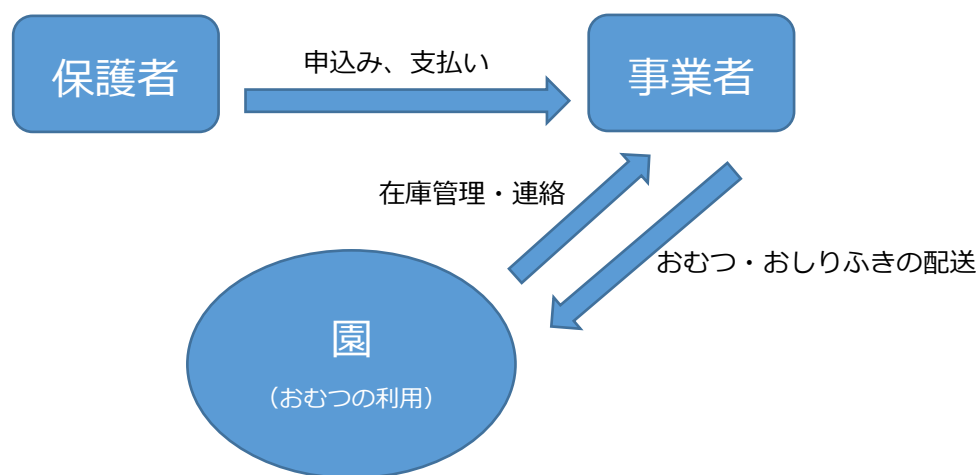 保護者
申込み、支払い
事業者
在庫管理・連絡
おむつ・おしりふきの配送
園
（おむつの利用）